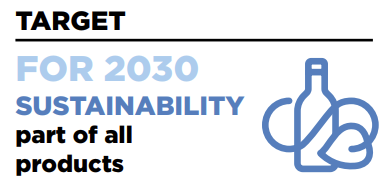 TARGET
FOR 2030
SUSTAINABILITY
part of all
products